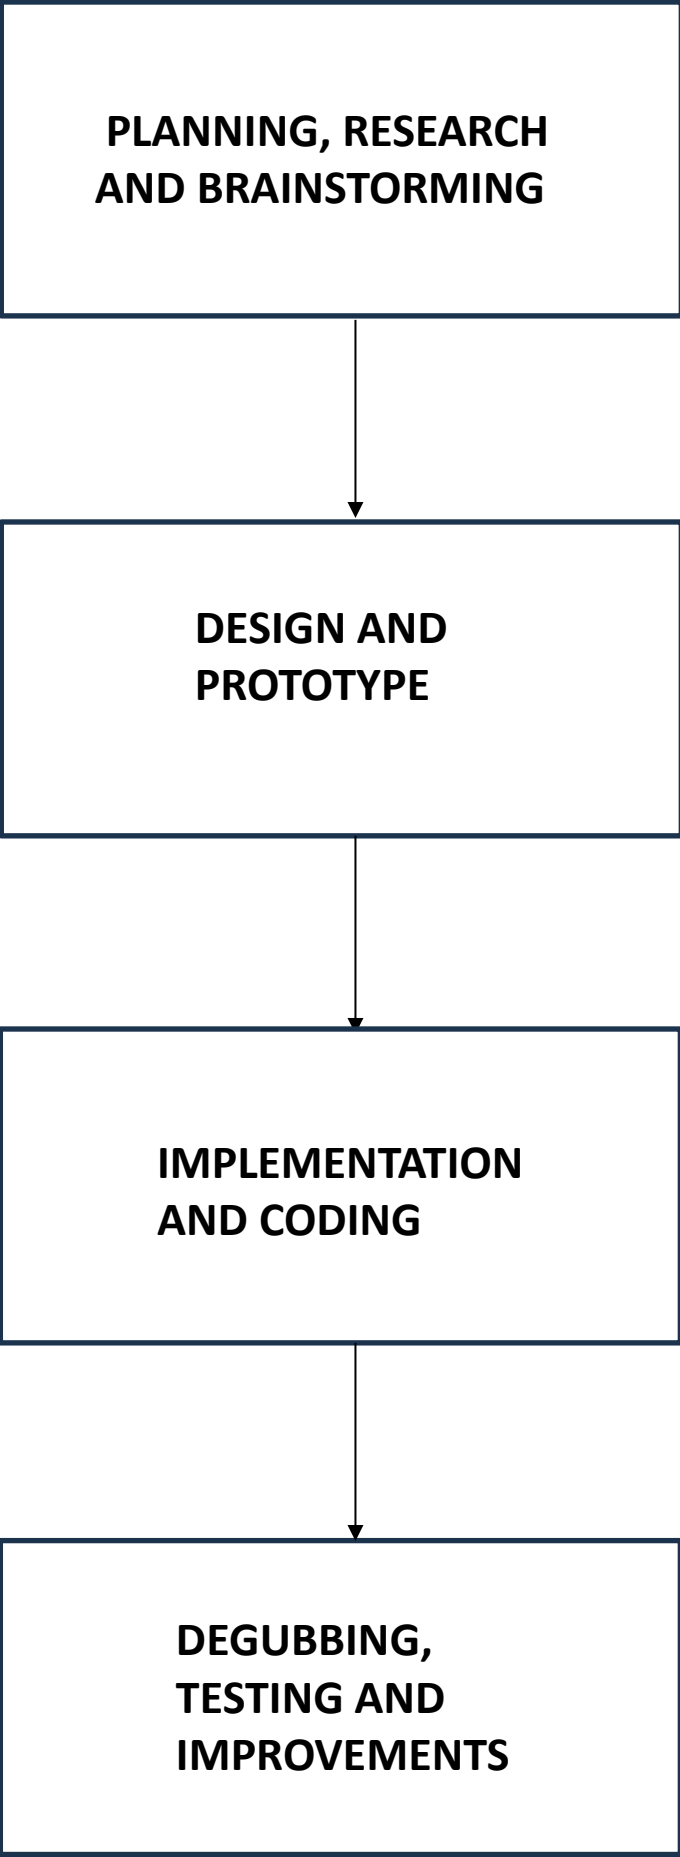 PLANNING, RESEARCH
AND BRAINSTORMING
DESIGN AND
PROTOTYPE
IMPLEMENTATION
AND CODING
DEGUBBING,
TESTING AND
IMPROVEMENTS